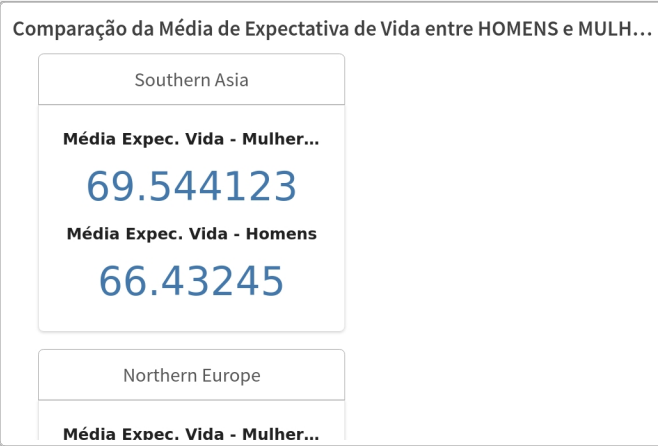 Comparação da Média de Expectativa de Vida entre HOMENS e MULH...
Southern Asia
Média Expec. Vida - Mulher...
69.544123
Média Expec. Vida - Homens
66.43245
Northern Europe
Média Expec. Vida - Mulher...